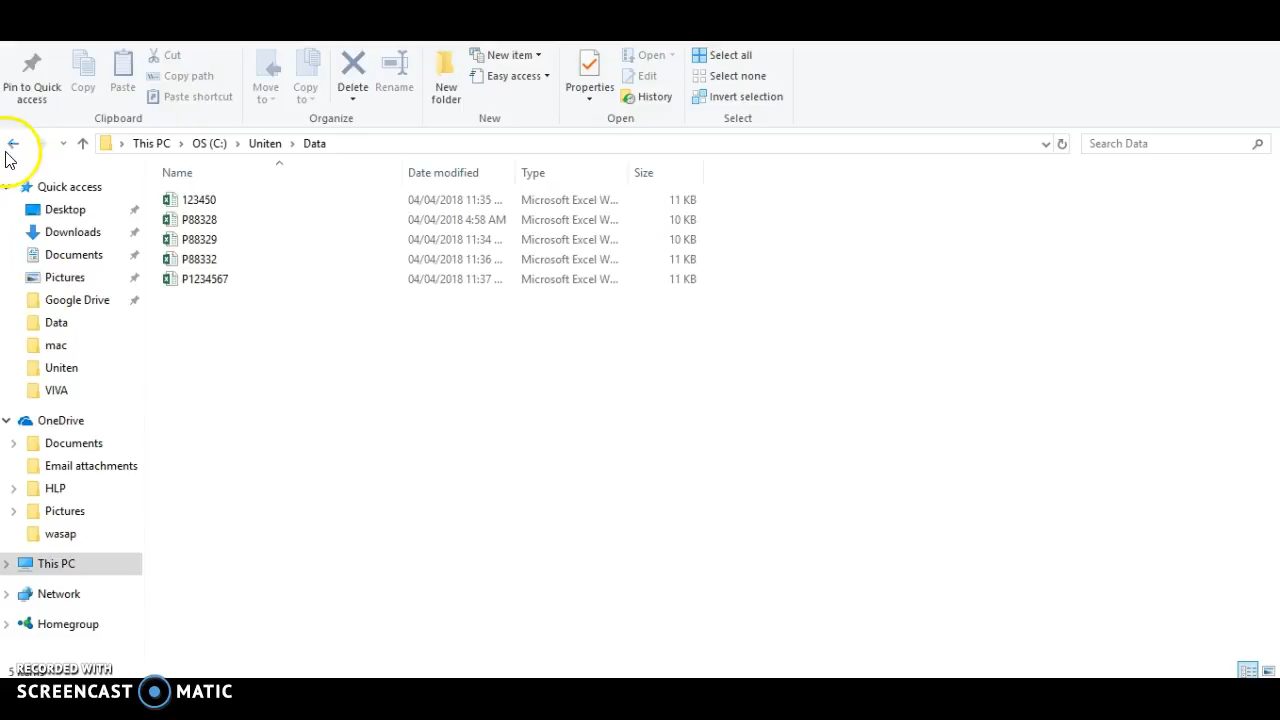 Pin to Quick access
Copy
Paste
Cut
Copy path
Paste shortcut
Clipboard
Move to
Copy to
Delete
Rename
Organize
New folder
New item
Easy access
New
Properties
Open
Edit
History
Open
Select all
Select none
Invert selection
Select
This PC > OS (C:) > Uniten > Data
Search Data
Name Date modified Type Size
123450 04/04/2018 11:35 ... Microsoft Excel W... 11 KB
P88328 04/04/2018 4:58 AM Microsoft Excel W... 10 KB
P88329 04/04/2018 11:34 ... Microsoft Excel W... 10 KB
P88332 04/04/2018 11:36 ... Microsoft Excel W... 11 KB
P1234567 04/04/2018 11:37 ... Microsoft Excel W... 11 KB
Quick access
Desktop
Downloads
Documents
Pictures
Google Drive
Data
mac
Uniten
VIVA
OneDrive
Documents
Email attachments
HLP
Pictures
wasap
This PC
Network
Homegroup
5
RECORDED WITH
SCREENCAST MATIC